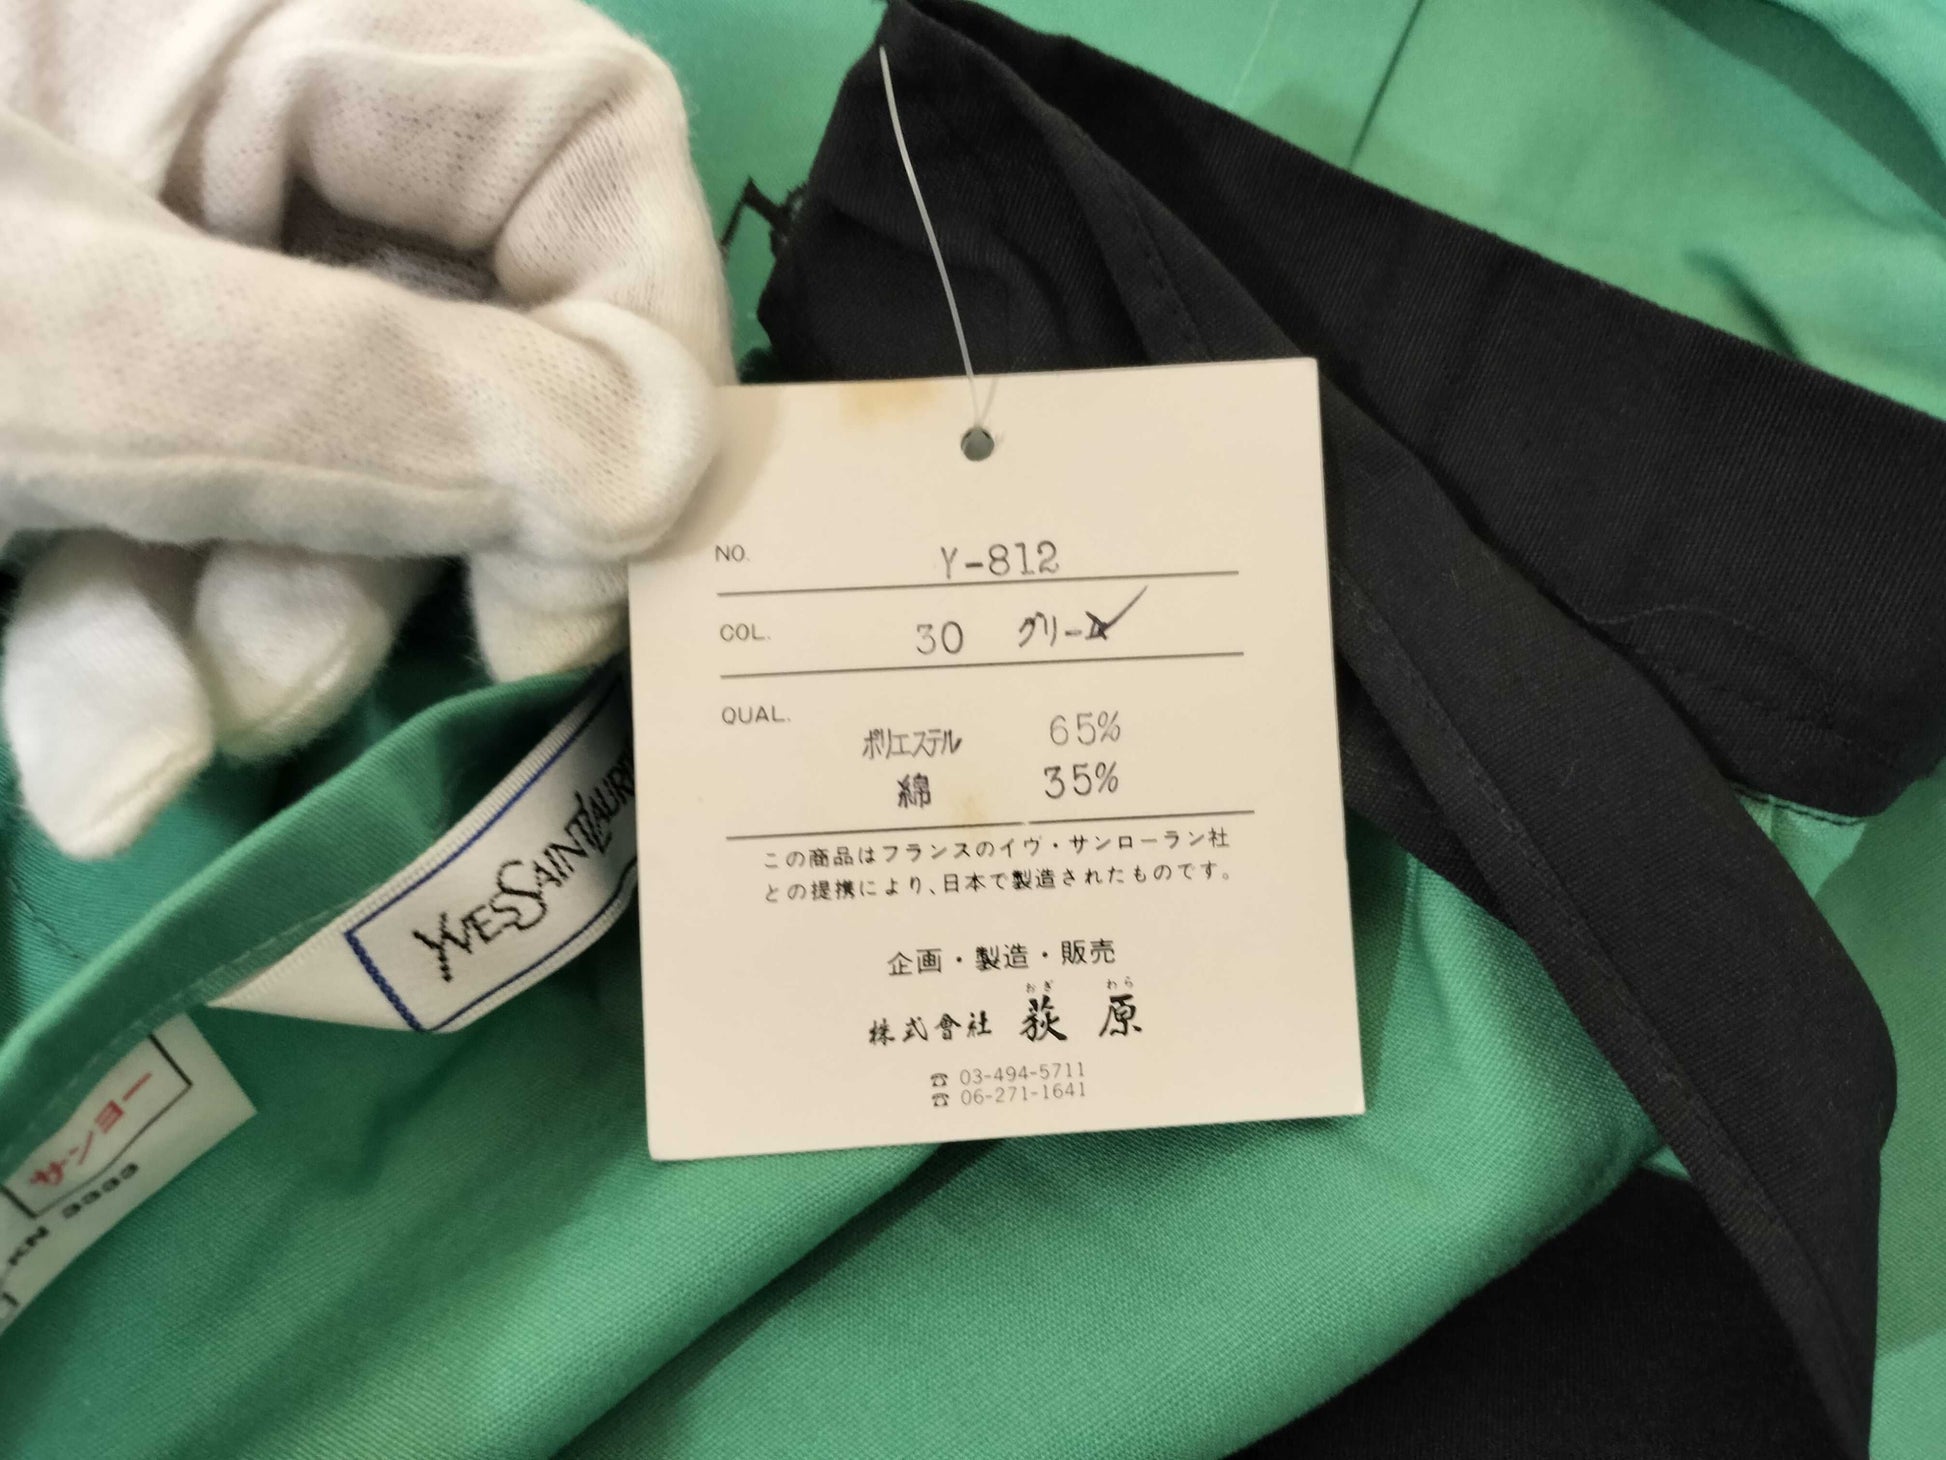 NO. Y-812
COL. 30 グリーン
QUAL.
ポリエステル 65%
綿 35%
この商品はフランスのイヴ・サンローラン社
との提携により、日本で製造されたものです。
企画・製造・販売
おぎ わら
株式會社 荻原
☎ 03-494-5711
☎ 06-271-1641
YVES SAINT LAURE
サンヨー
KN 3333